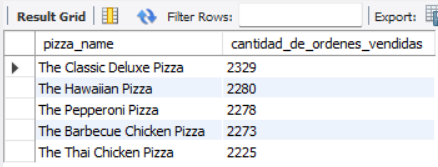 Result Grid Filter Rows: Export:
pizza_name cantidad_de_ordenes_vendidas
The Classic Deluxe Pizza 2329
The Hawaiian Pizza 2280
The Pepperoni Pizza 2278
The Barbecue Chicken Pizza 2273
The Thai Chicken Pizza 2225